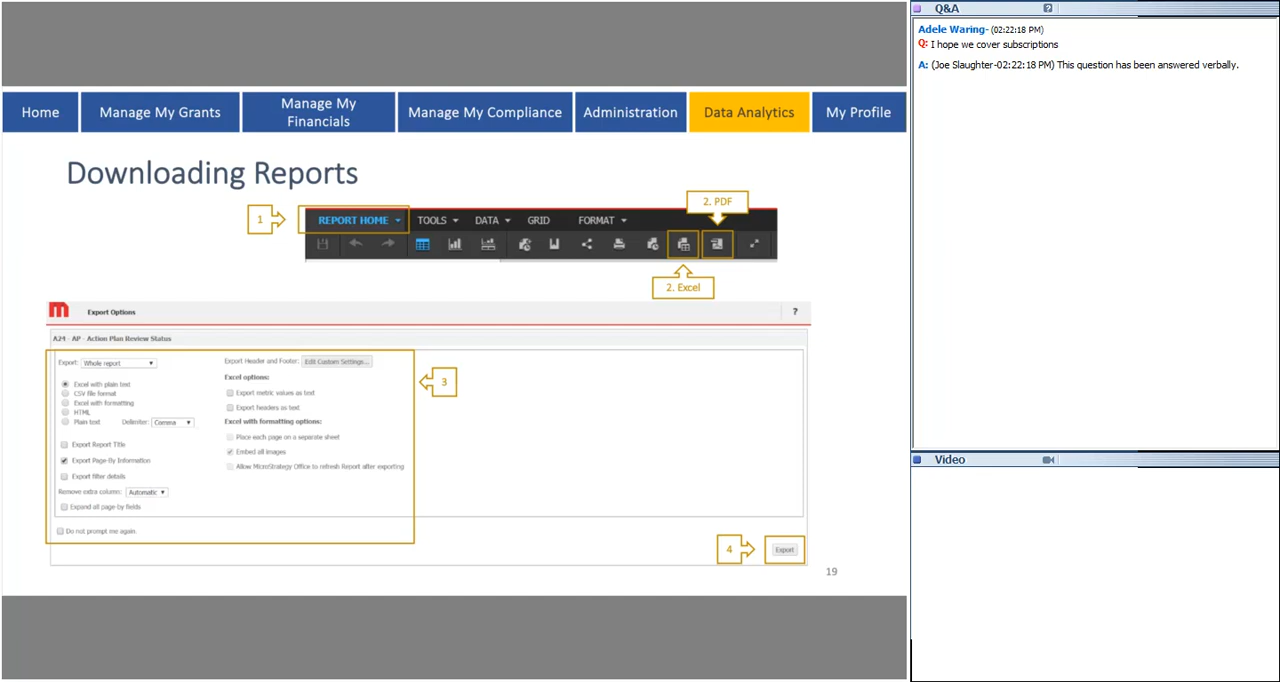 Home
Manage My Grants
Manage My
Financials
Manage My Compliance
Administration
Data Analytics
My Profile
Downloading Reports
2. PDF
1
REPORT HOME
TOOLS
DATA
GRID
FORMAT
2. Excel
Export Options
?
A24 - AP - Action Plan Review Status
Export: Whole report
Excel with plain text
CSV file format
Excel with formatting
HTML
Plain text Delimiter: Comma
Export Report Title
Export Page-By Information
Export filter details
Remove extra column: Automatic
Expand all page-by fields
Do not prompt me again.
Export Header and Footer: Edit Custom Settings...
Excel options:
Export metric values as text
Export headers as text
Excel with formatting options:
Place each page on a separate sheet
Embed all images
Allow MicroStrategy Office to refresh Report after exporting
3
4
Export
19
Q&A
?
Adele Waring- (02:22:18 PM)
Q: I hope we cover subscriptions
A: (Joe Slaughter-02:22:18 PM) This question has been answered verbally.
Video